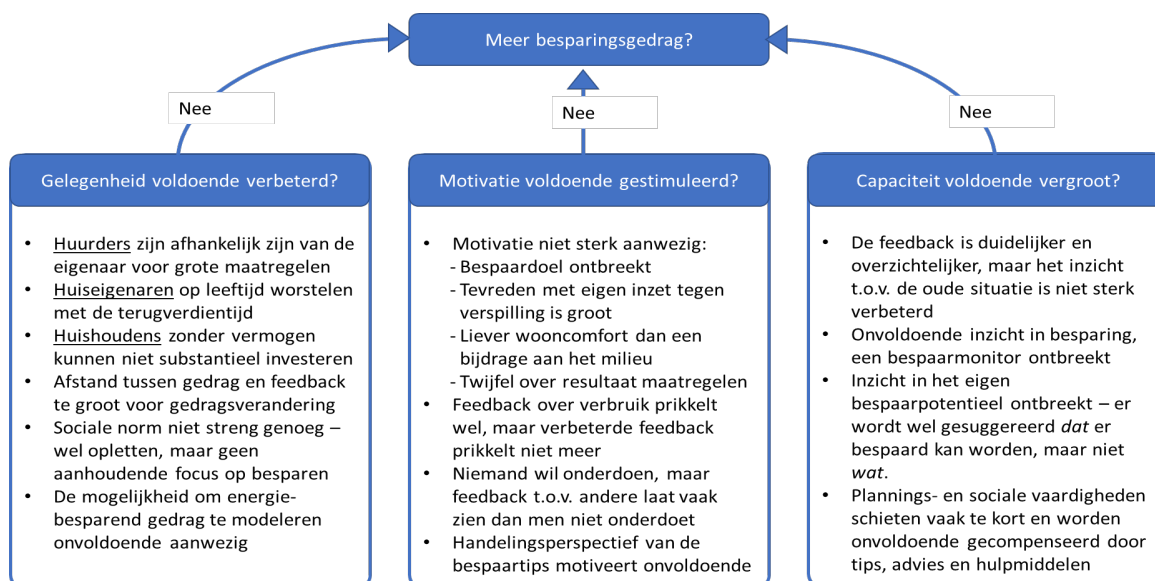 Meer besparingsgedrag?
Nee
Nee
Nee
Gelegenheid voldoende verbeterd?
• Huurders zijn afhankelijk zijn van de
eigenaar voor grote maatregelen
• Huiseigenaren op leeftijd worstelen
met de terugverdientijd
• Huishoudens zonder vermogen
kunnen niet substantieel investeren
• Afstand tussen gedrag en feedback
te groot voor gedragsverandering
• Sociale norm niet streng genoeg –
wel opletten, maar geen
aanhoudende focus op besparen
• De mogelijkheid om energie-
besparend gedrag te modeleren
onvoldoende aanwezig
Motivatie voldoende gestimuleerd?
• Motivatie niet sterk aanwezig:
- Bespaardoel ontbreekt
- Tevreden met eigen inzet tegen
verspilling is groot
- Liever wooncomfort dan een
bijdrage aan het milieu
- Twijfel over resultaat maatregelen
• Feedback over verbruik prikkelt
wel, maar verbeterde feedback
prikkelt niet meer
• Niemand wil onderdoen, maar
feedback t.o.v. andere laat vaak
zien dan men niet onderdoet
• Handelingsperspectief van de
bespaartips motiveert onvoldoende
Capaciteit voldoende vergroot?
• De feedback is duidelijker en
overzichtelijker, maar het inzicht
t.o.v. de oude situatie is niet sterk
verbeterd
• Onvoldoende inzicht in besparing,
een bespaarmonitor ontbreekt
• Inzicht in het eigen
bespaarpotentieel ontbreekt – er
wordt wel gesuggereerd dat er
bespaard kan worden, maar niet
wat.
• Plannings- en sociale vaardigheden
schieten vaak te kort en worden
onvoldoende gecompenseerd door
tips, advies en hulpmiddelen